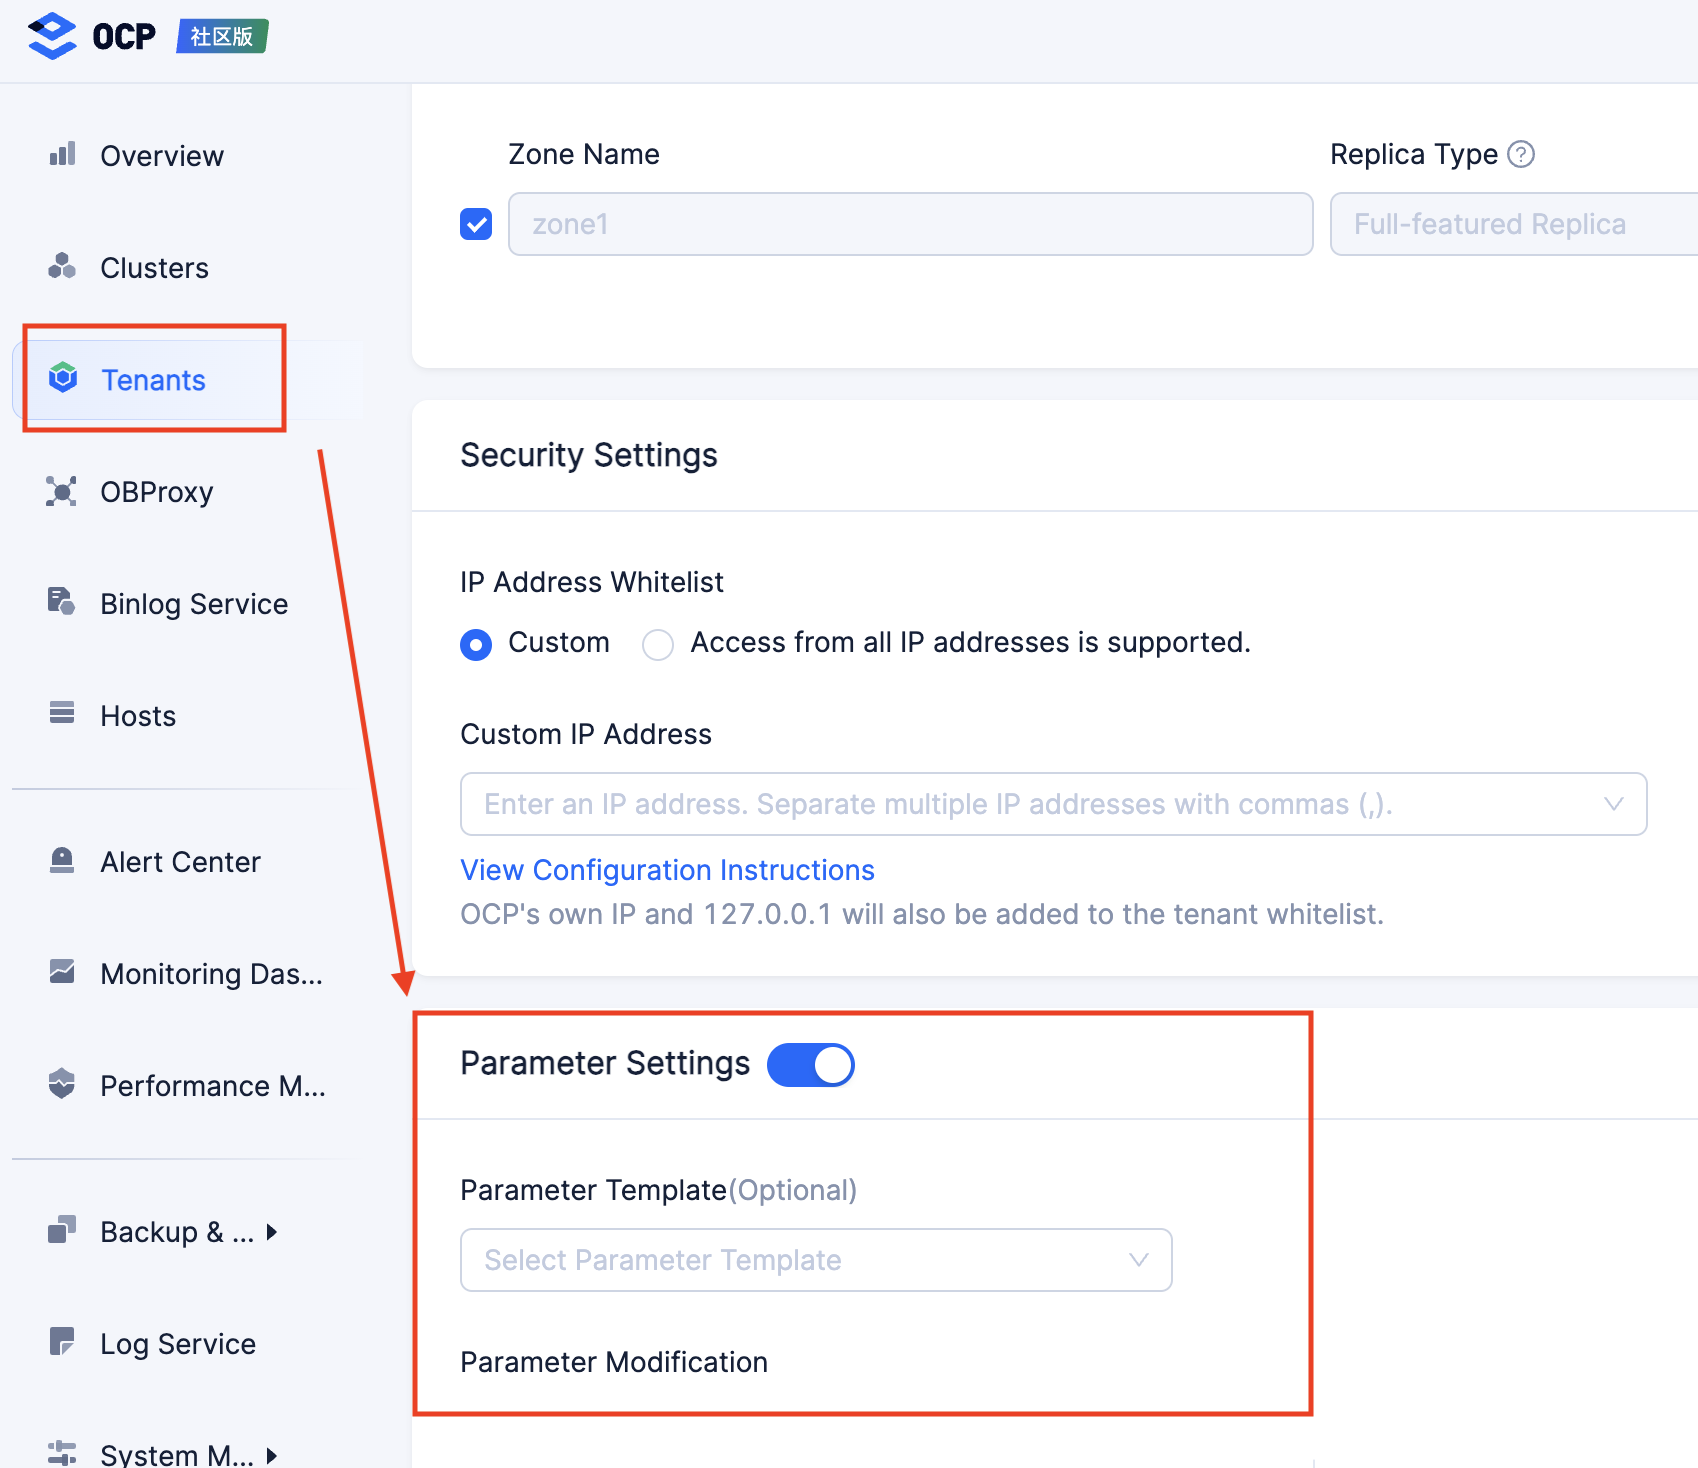 OCP 社区版
Overview
Clusters
Tenants
OBProxy
Binlog Service
Hosts
Alert Center
Monitoring Das...
Performance M...
Backup & ...
Log Service
System M...
Zone Name
Replica Type ?
zone1
Full-featured Replica
Security Settings
IP Address Whitelist
Custom
Access from all IP addresses is supported.
Custom IP Address
Enter an IP address. Separate multiple IP addresses with commas (,).
View Configuration Instructions
OCP's own IP and 127.0.0.1 will also be added to the tenant whitelist.
Parameter Settings
Parameter Template(Optional)
Select Parameter Template
Parameter Modification